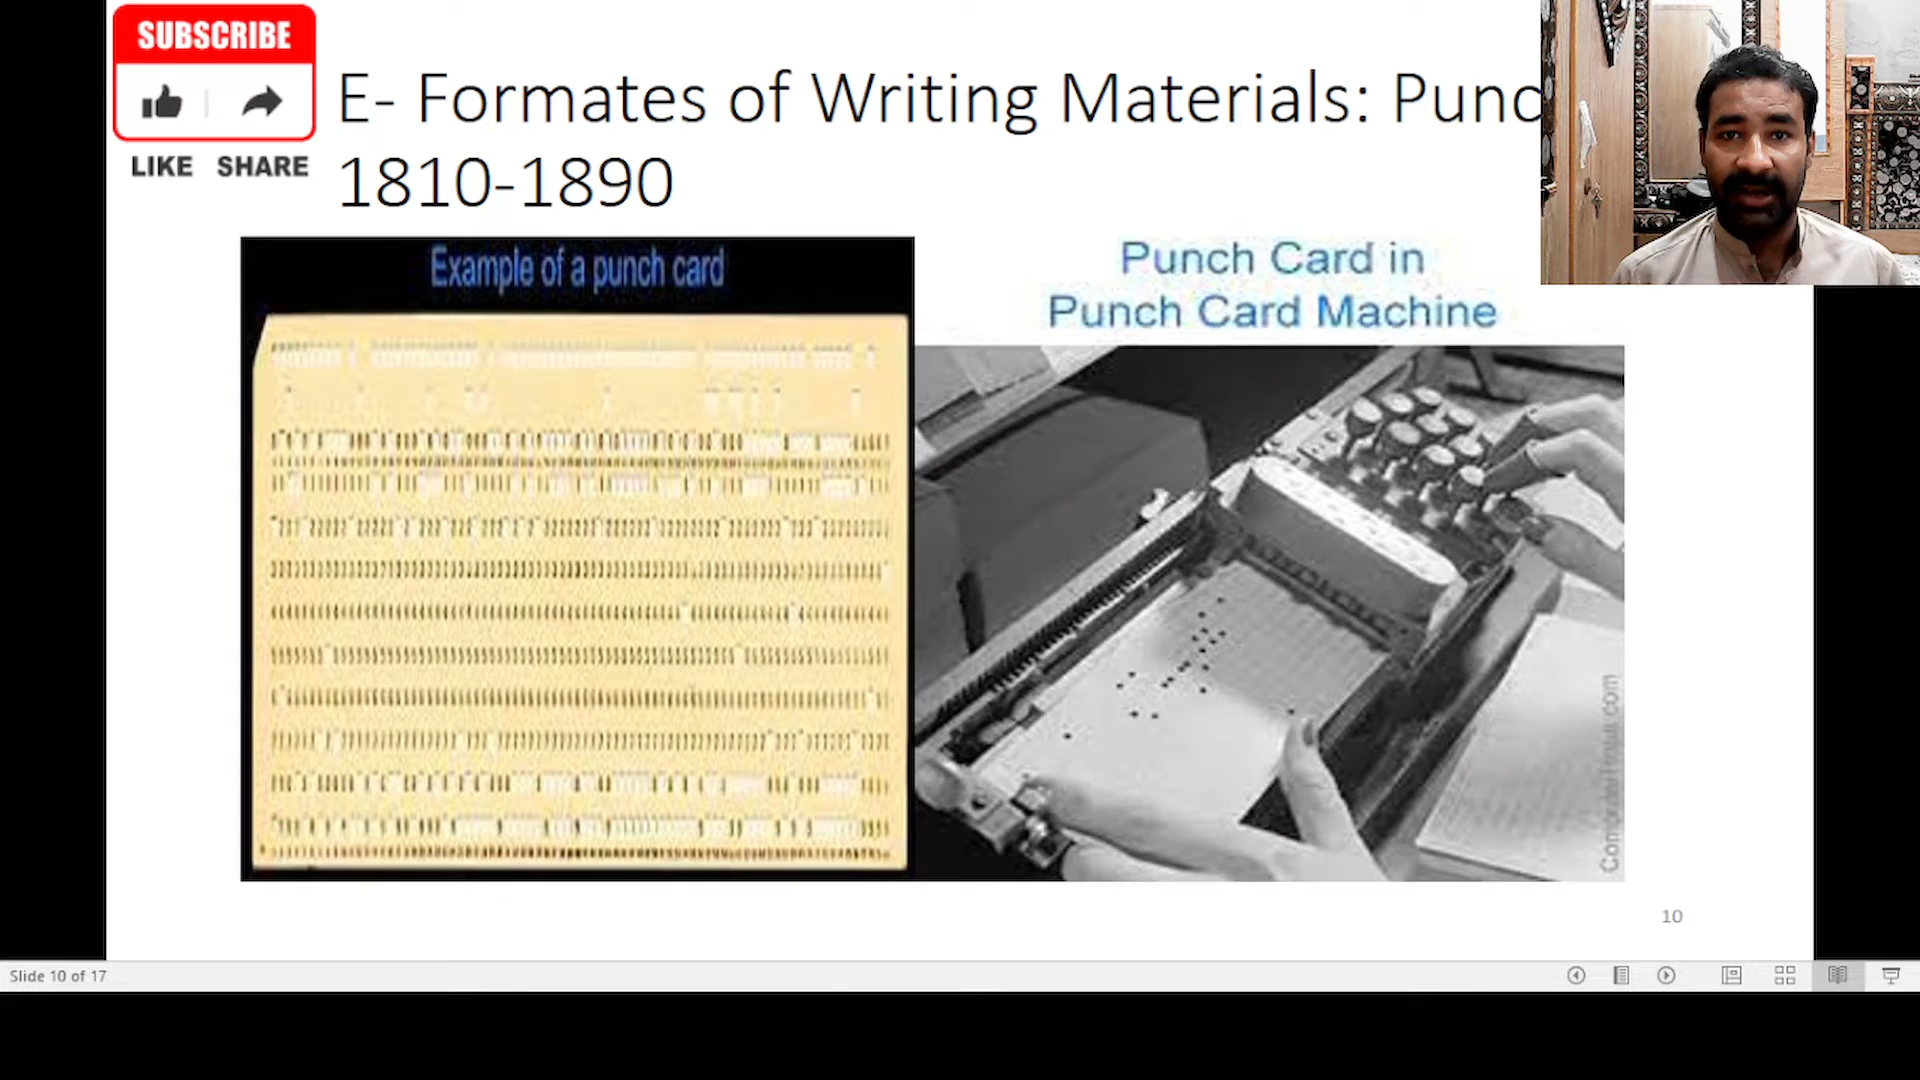 SUBSCRIBE
LIKE SHARE
E- Formates of Writing Materials: Punc
1810-1890
Example of a punch card
Punch Card in
Punch Card Machine
10
Slide 10 of 17